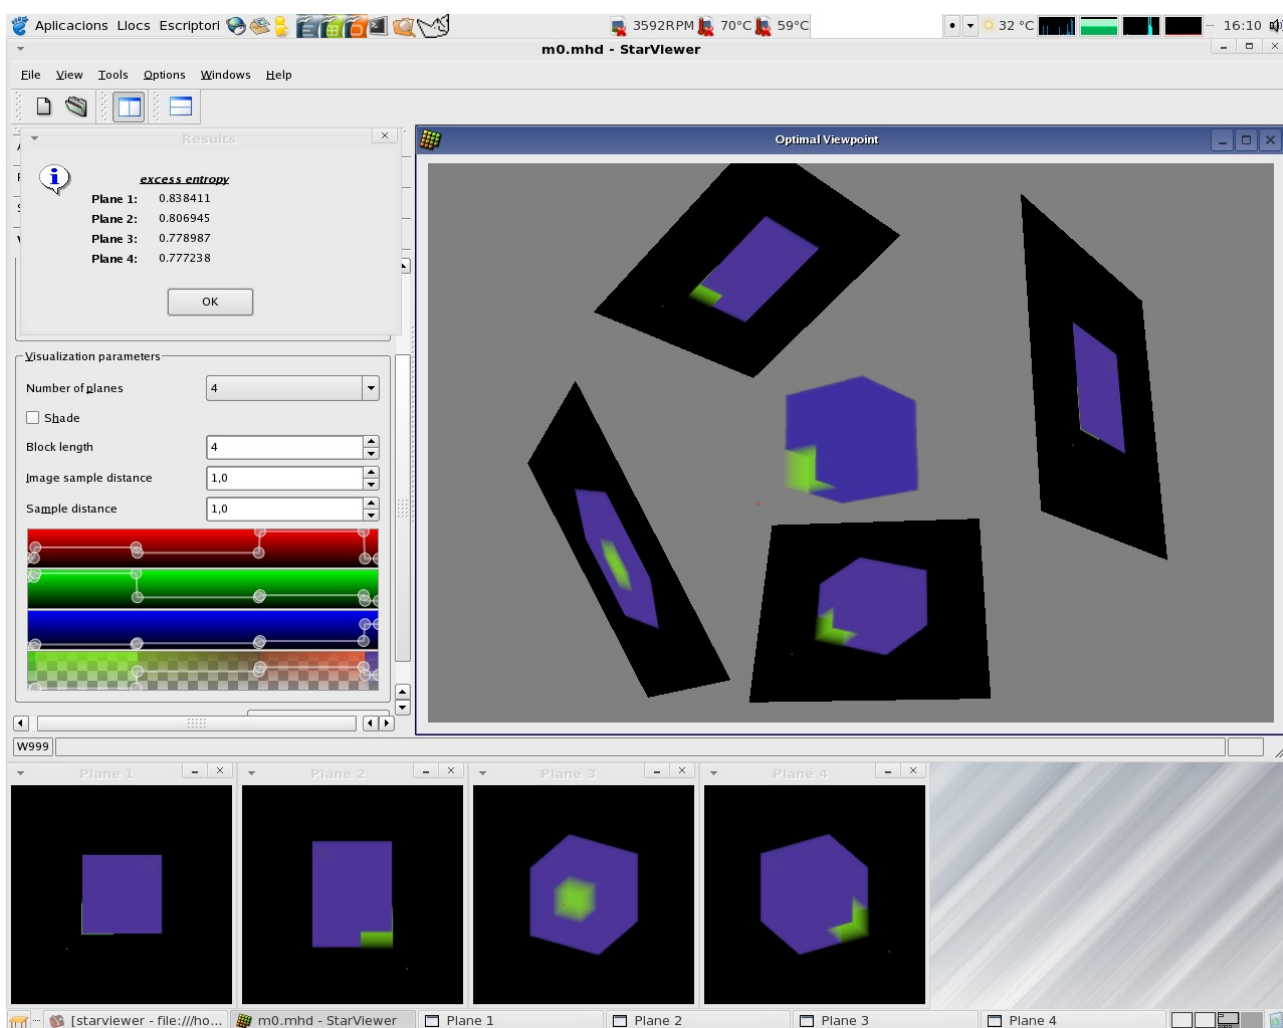 Aplicacions Llocs Escriptori 3592RPM 70°C 59°C 32 °C 16:10
m0.mhd - StarViewer
File View Tools Options Windows Help
Results
Optimal Viewpoint
excess entropy
Plane 1: 0.838411
Plane 2: 0.806945
Plane 3: 0.778987
Plane 4: 0.777238
OK
Visualization parameters
Number of planes 4
Shade
Block length 4
Image sample distance 1,0
Sample distance 1,0
W999
Plane 1 Plane 2 Plane 3 Plane 4
[starviewer - file:///ho... m0.mhd - StarViewer Plane 1 Plane 2 Plane 3 Plane 4